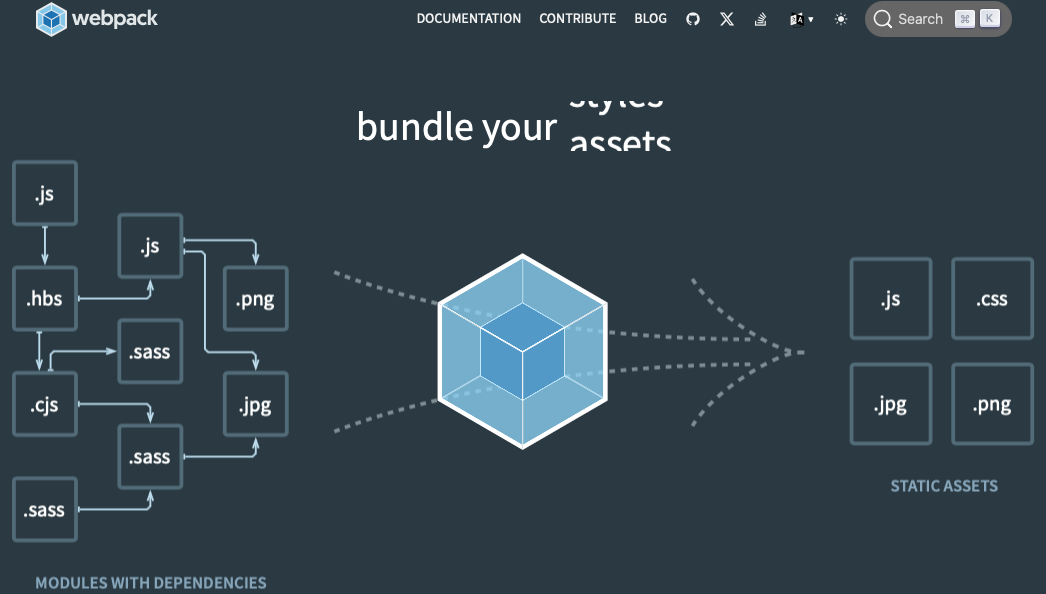 webpack
DOCUMENTATION CONTRIBUTE BLOG Search ⌘ K
bundle your styles
assets
.js
.js
.hbs
.png
.sass
.cjs
.jpg
.sass
.sass
MODULES WITH DEPENDENCIES
.js
.css
.jpg
.png
STATIC ASSETS